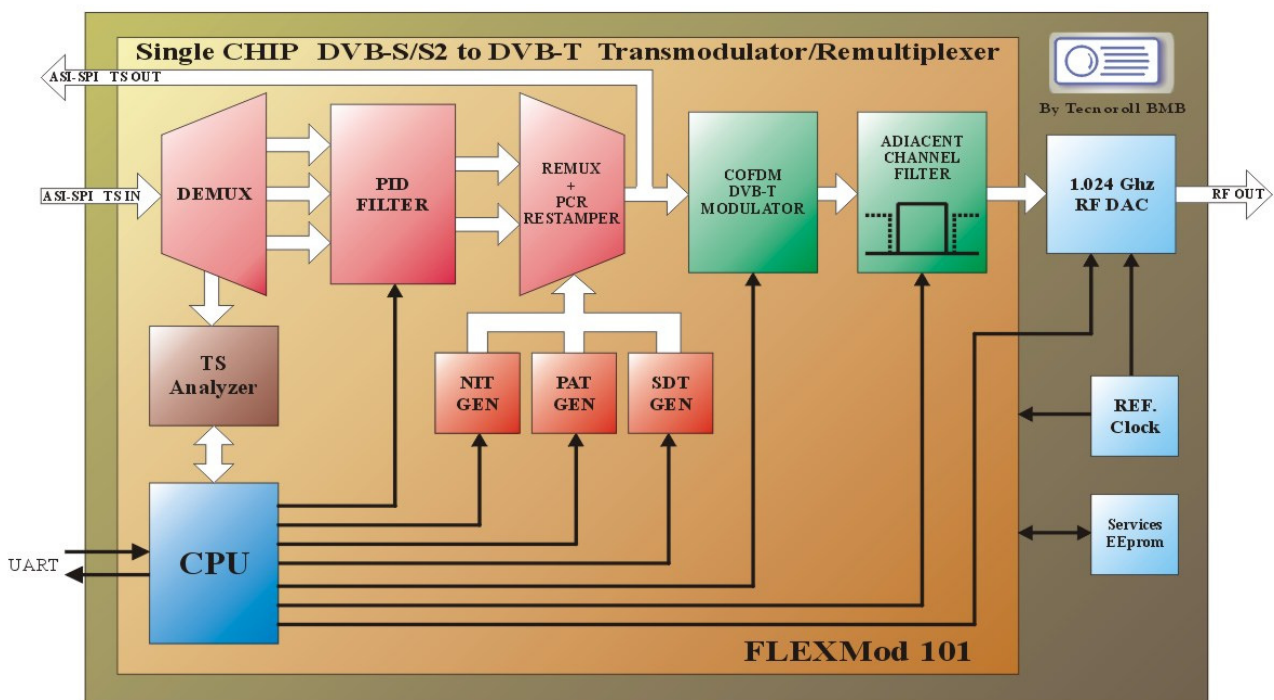 Single CHIP DVB-S/S2 to DVB-T Transmodulator/Remultiplexer
ASI-SPI TS OUT
By Tecnoroll BMB
ASI-SPI TS IN
DEMUX
PID
FILTER
REMUX
+
PCR
RESTAMPER
COFDM
DVB-T
MODULATOR
ADIACENT
CHANNEL
FILTER
1.024 Ghz
RF DAC
RF OUT
TS
Analyzer
NIT
GEN
PAT
GEN
SDT
GEN
REF.
Clock
CPU
UART
Services
EEprom
FLEXMod 101